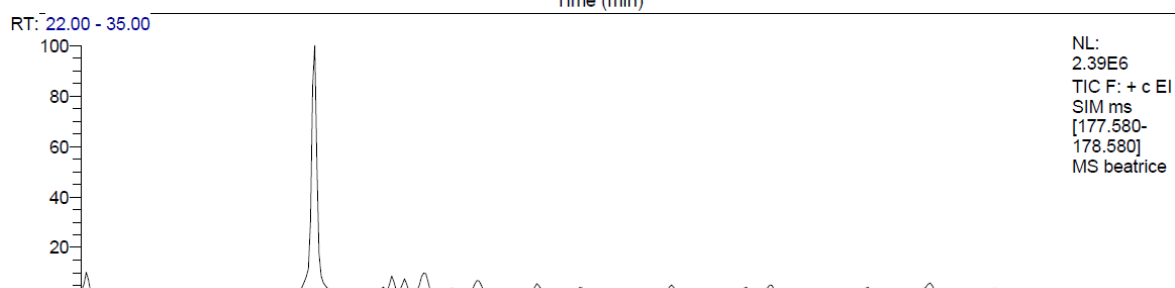 Time (min)
RT: 22.00 - 35.00
100
80
60
40
20
NL:
2.39E6
TIC F: + c EI
SIM ms
[177.580-
178.580]
MS beatrice